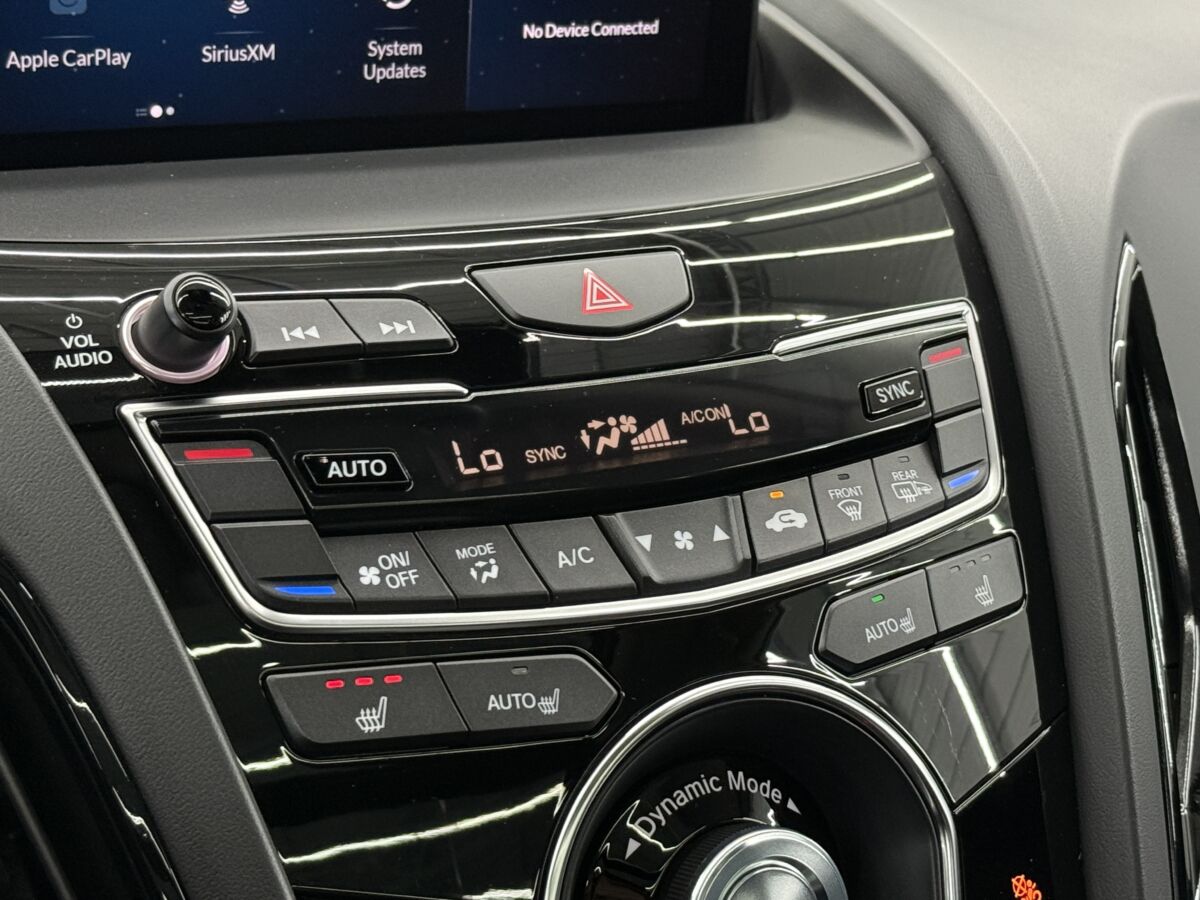 Apple CarPlay
SiriusXM
System
Updates
No Device Connected
VOL
AUDIO
AUTO
Lo
SYNC
A/C ON
Lo
SYNC
ON/
OFF
MODE
A/C
FRONT
REAR
AUTO
AUTO
Dynamic Mode